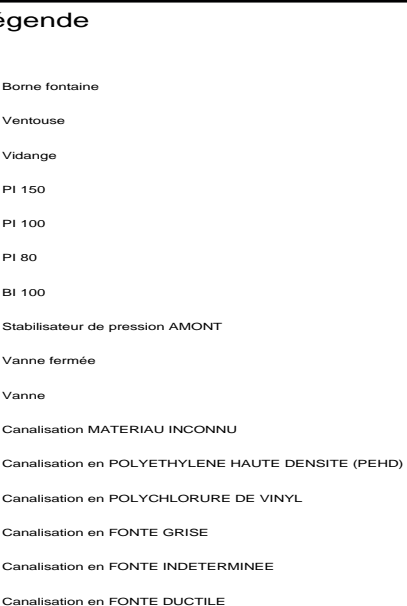 égende
Borne fontaine
Ventouse
Vidange
PI 150
PI 100
PI 80
BI 100
Stabilisateur de pression AMONT
Vanne fermée
Vanne
Canalisation MATERIAU INCONNU
Canalisation en POLYETHYLENE HAUTE DENSITE (PEHD)
Canalisation en POLYCHLORURE DE VINYL
Canalisation en FONTE GRISE
Canalisation en FONTE INDETERMINEE
Canalisation en FONTE DUCTILE